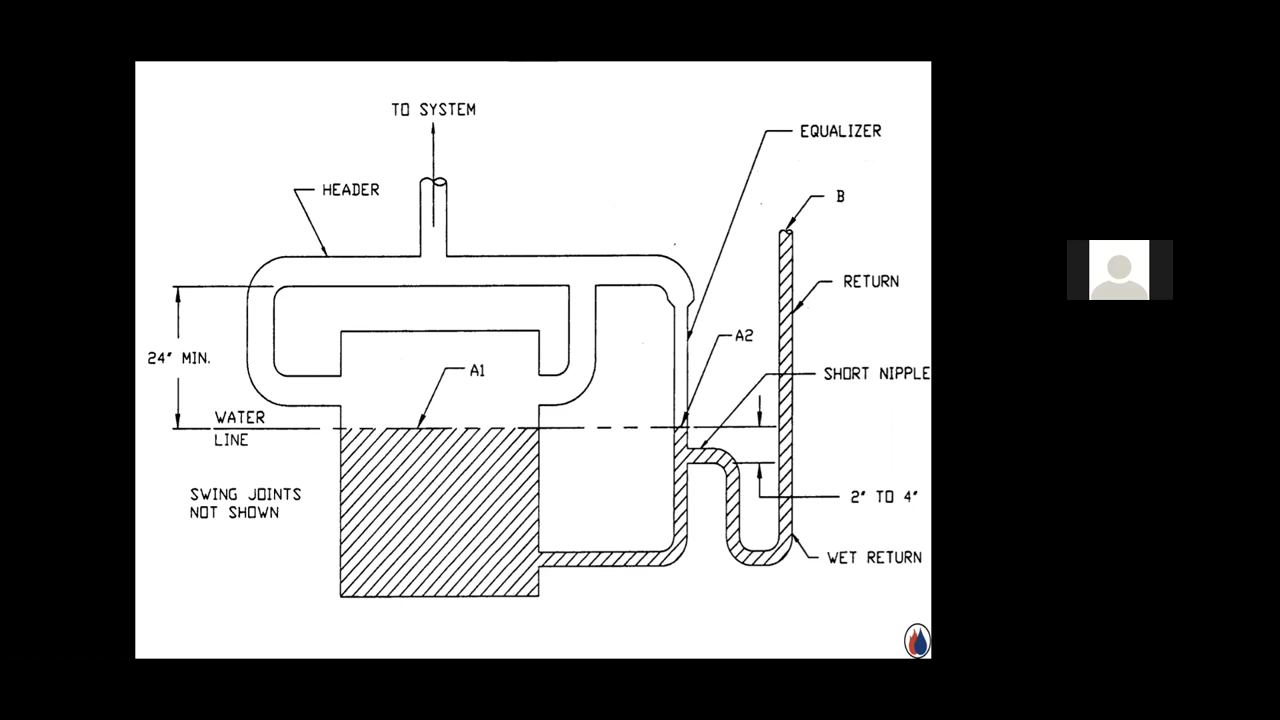 TO SYSTEM
EQUALIZER
HEADER
B
RETURN
A2
24" MIN.
A1
SHORT NIPPLE
WATER
LINE
SWING JOINTS
NOT SHOWN
2" TO 4"
WET RETURN